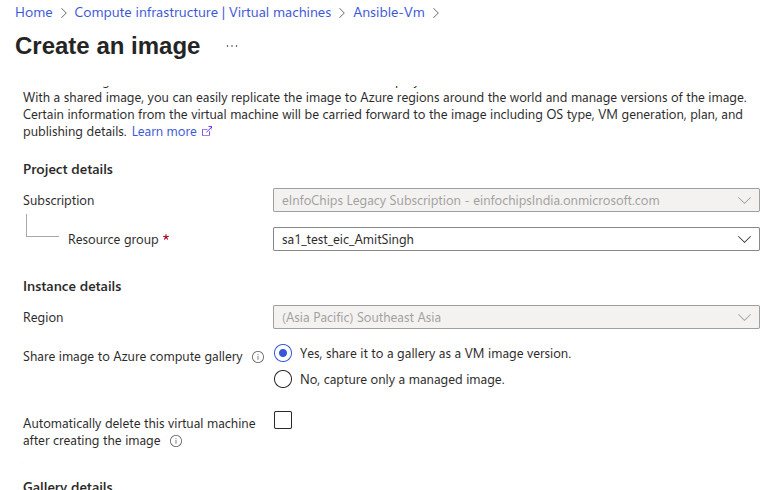 Home > Compute infrastructure | Virtual machines > Ansible-Vm >
Create an image ...
With a shared image, you can easily replicate the image to Azure regions around the world and manage versions of the image.
Certain information from the virtual machine will be carried forward to the image including OS type, VM generation, plan, and
publishing details. Learn more
Project details
Subscription
eInfoChips Legacy Subscription - einfochipsIndia.onmicrosoft.com
Resource group *
sa1_test_eic_AmitSingh
Instance details
Region
(Asia Pacific) Southeast Asia
Share image to Azure compute gallery
Yes, share it to a gallery as a VM image version.
No, capture only a managed image.
Automatically delete this virtual machine
after creating the image
Gallery details